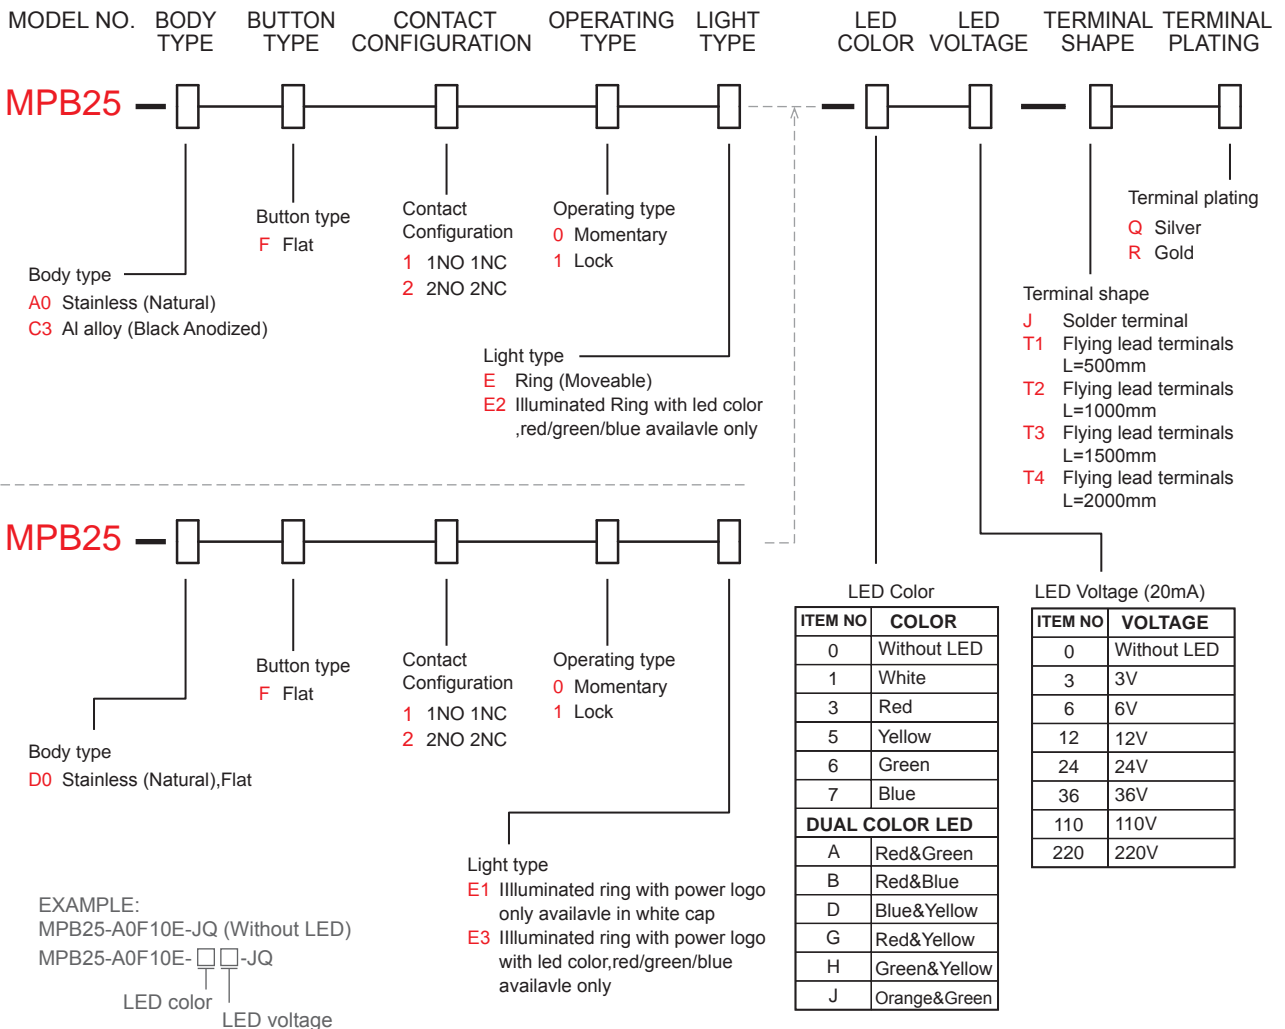 MODEL NO. BODY TYPE BUTTON TYPE CONTACT CONFIGURATION OPERATING TYPE LIGHT TYPE LED COLOR LED VOLTAGE TERMINAL SHAPE TERMINAL PLATING
MPB25
Body type
A0 Stainless (Natural)
C3 Al alloy (Black Anodized)
Button type
F Flat
Contact
Configuration
1 1NO 1NC
2 2NO 2NC
Operating type
0 Momentary
1 Lock
Light type
E Ring (Moveable)
E2 Illuminated Ring with led color
,red/green/blue availavle only
Terminal plating
Q Silver
R Gold
Terminal shape
J Solder terminal
T1 Flying lead terminals
L=500mm
T2 Flying lead terminals
L=1000mm
T3 Flying lead terminals
L=1500mm
T4 Flying lead terminals
L=2000mm
MPB25
Body type
D0 Stainless (Natural),Flat
Button type
F Flat
Contact
Configuration
1 1NO 1NC
2 2NO 2NC
Operating type
0 Momentary
1 Lock
Light type
E1 IIlluminated ring with power logo
only availavle in white cap
E3 IIlluminated ring with power logo
with led color,red/green/blue
availavle only
LED Color
ITEM NO COLOR
0 Without LED
1 White
3 Red
5 Yellow
6 Green
7 Blue
DUAL COLOR LED
A Red&Green
B Red&Blue
D Blue&Yellow
G Red&Yellow
H Green&Yellow
J Orange&Green
LED Voltage (20mA)
ITEM NO VOLTAGE
0 Without LED
3 3V
6 6V
12 12V
24 24V
36 36V
110 110V
220 220V
EXAMPLE:
MPB25-A0F10E-JQ (Without LED)
MPB25-A0F10E- -JQ
LED color
LED voltage